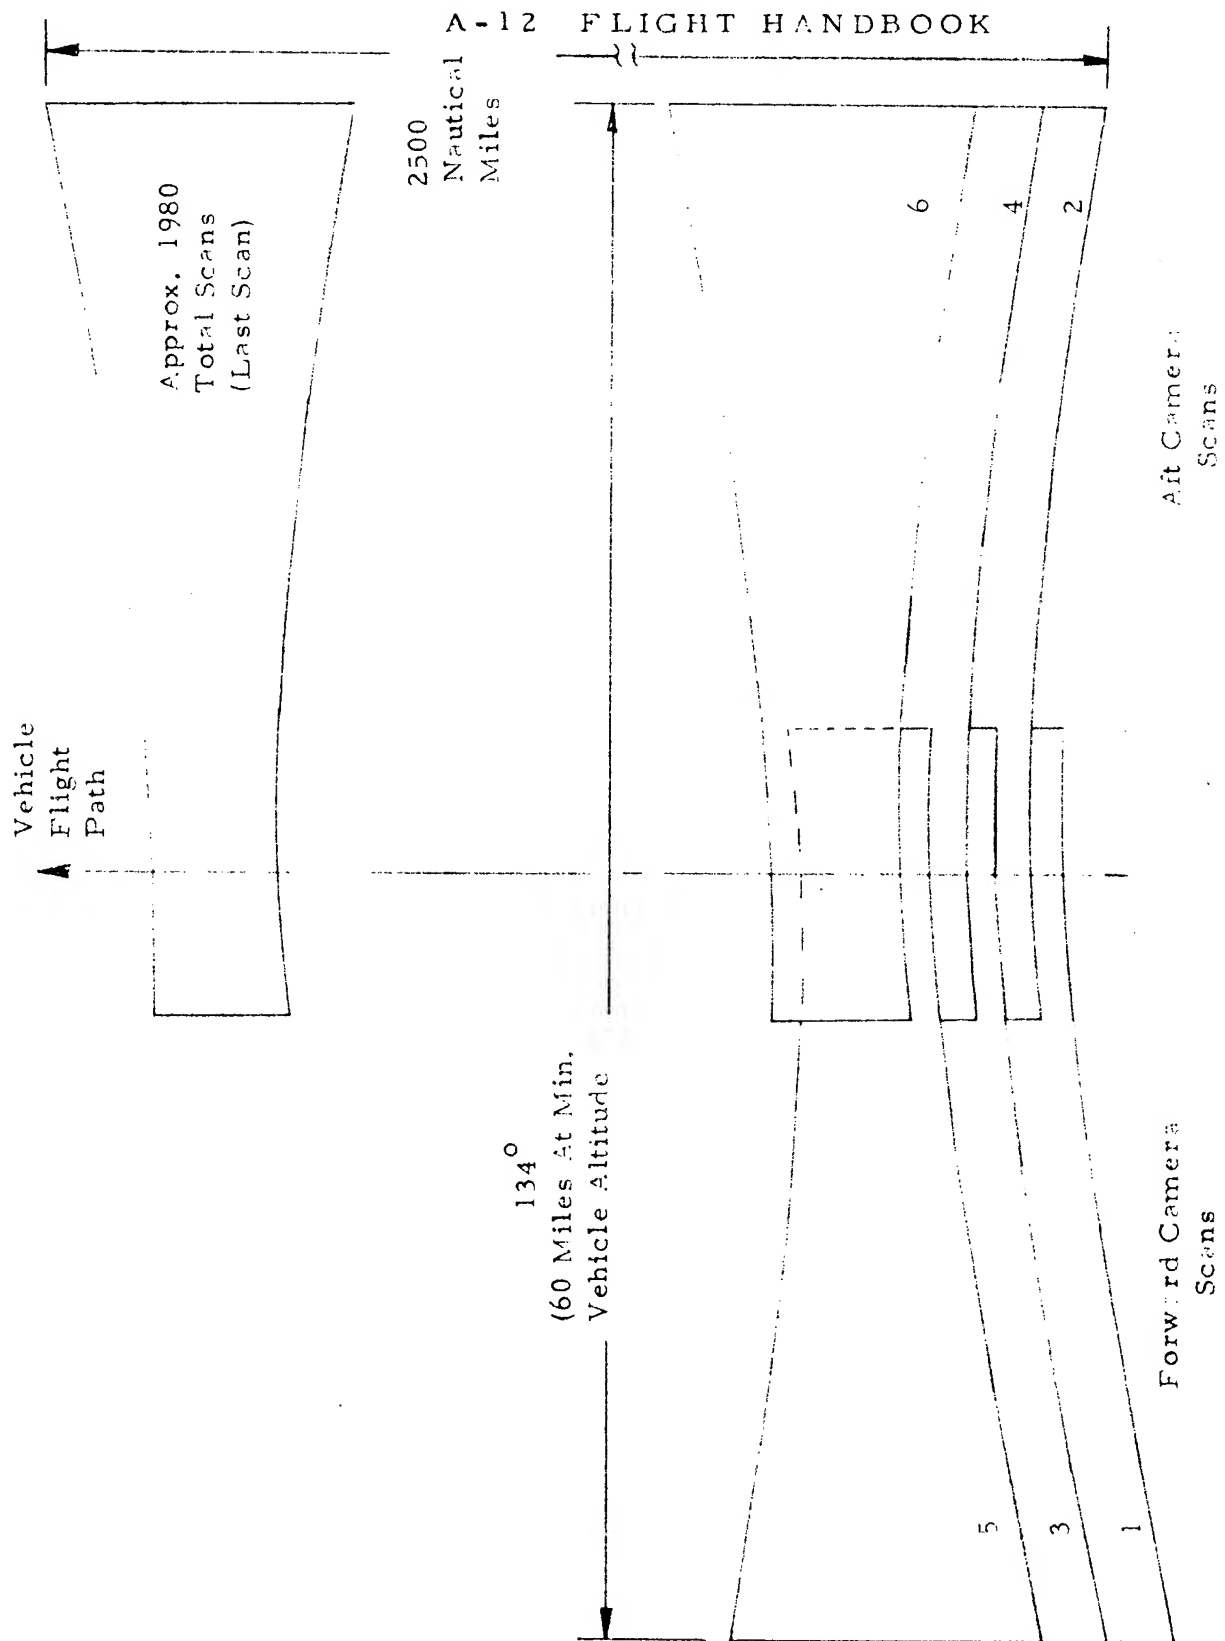 A-12 FLIGHT HANDBOOK
Vehicle
Flight
Path
Approx. 1980
Total Scans
(Last Scan)
2500
Nautical
Miles
134°
(60 Miles At Min.
Vehicle Altitude
5
3
1
6
4
2
Forward Camera
Scans
Aft Camera
Scans